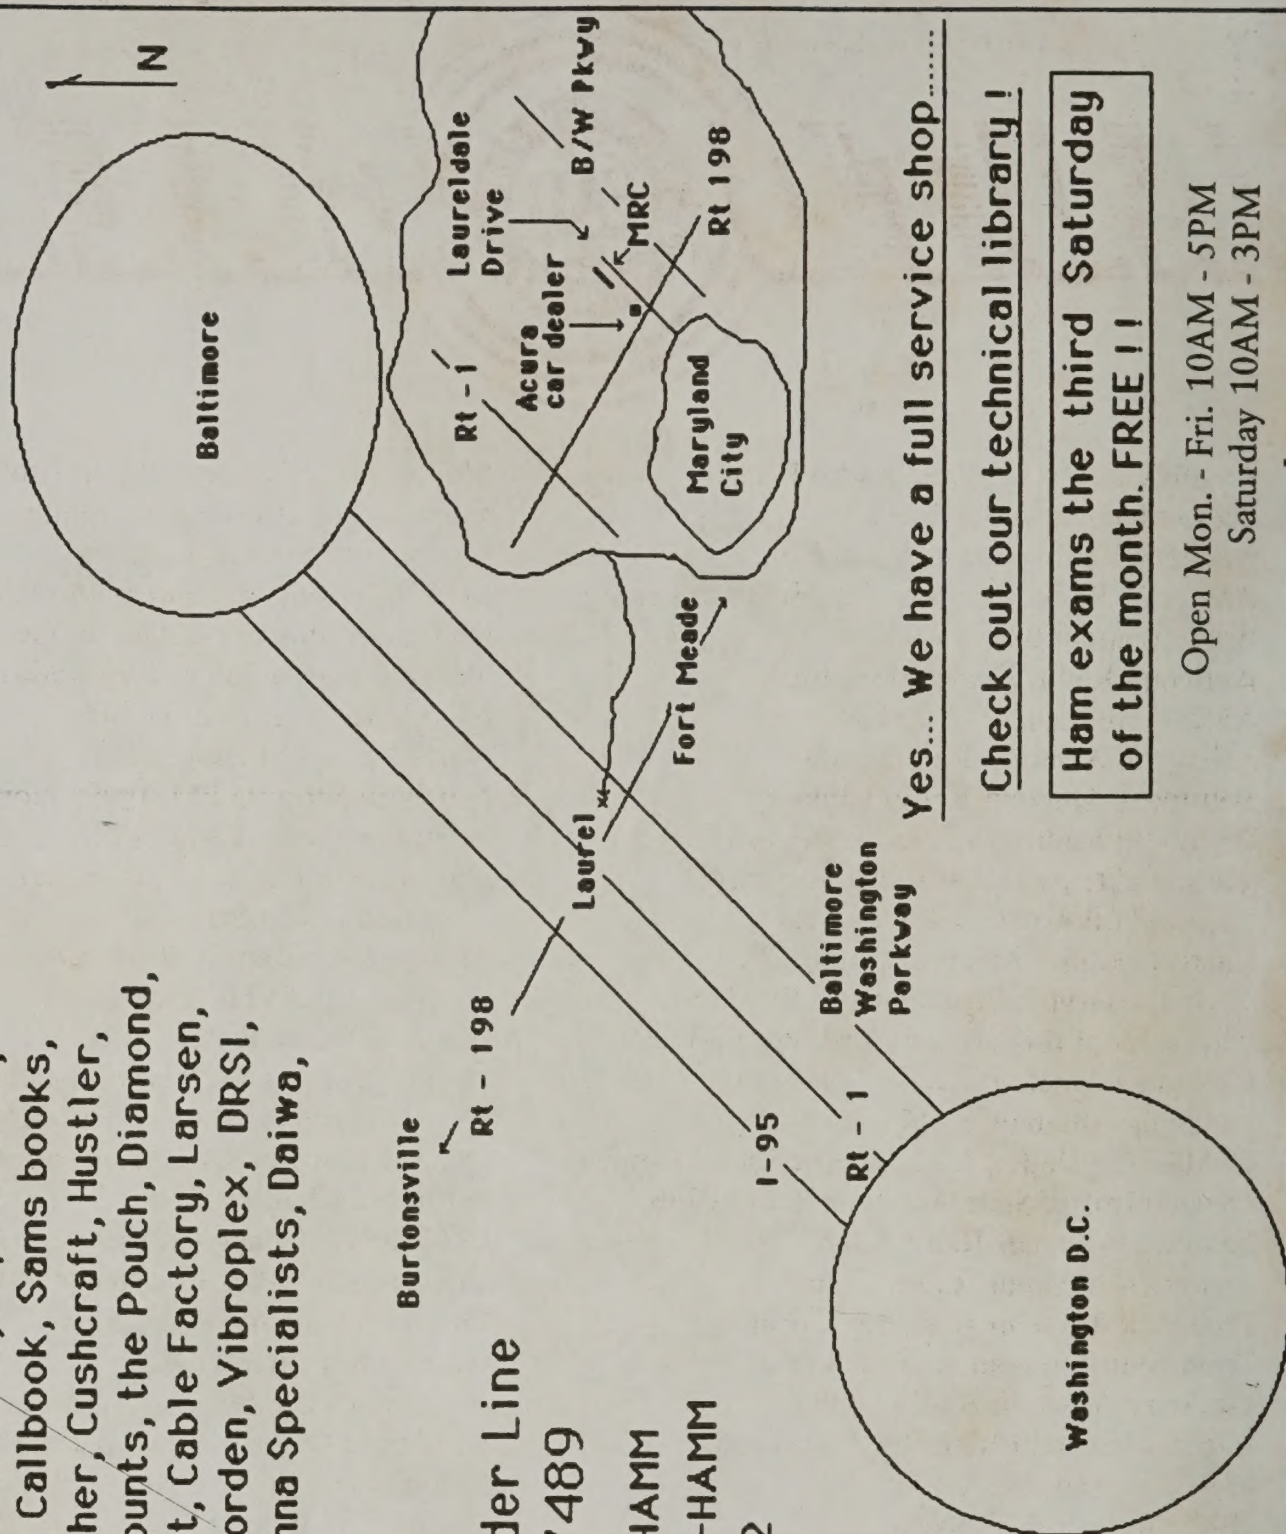 Callbook, Sams books,
her, Cushcraft, Hustler,
ounts, the Pouch, Diamond,
t, Cable Factory, Larsen,
orden, Vibroplex, DRSI,
nna Specialists, Daiwa,
der Line
7489
HAMM
-HAMM
2
N
Baltimore
Burtonsville
Rt - 198
Laurel
Fort Meade
I-95
Rt - 1
Baltimore
Washington
Parkway
Washington D.C.
Rt - 1
Laureldale
Drive
Acura
car dealer
B/W Pkwy
MRC
Rt 198
Maryland
City
Yes... We have a full service shop........
Check out our technical library !
Ham exams the third Saturday
of the month. FREE ! !
Open Mon. - Fri. 10AM - 5PM
Saturday 10AM - 3PM